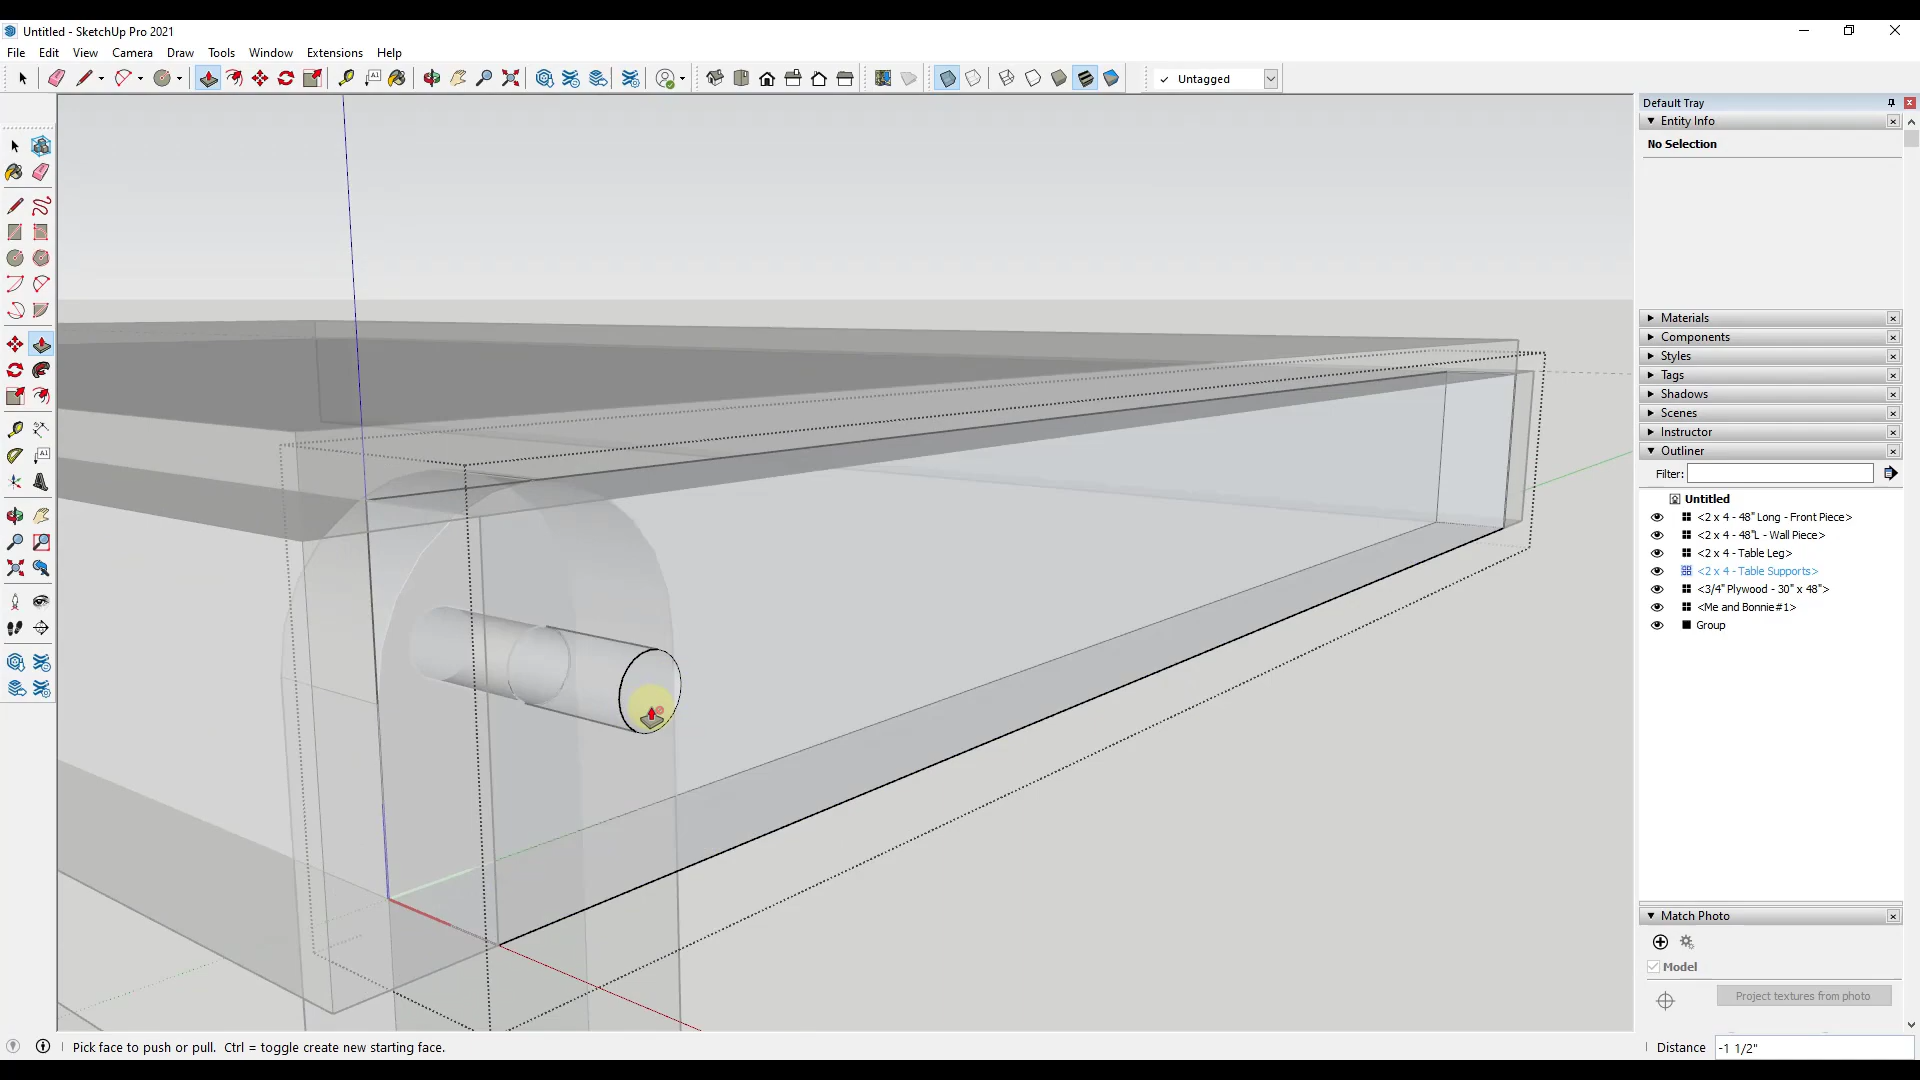 Untitled - SketchUp Pro 2021
File Edit View Camera Draw Tools Window Extensions Help
A1
Untagged
Default Tray
Entity Info
No Selection
A1
Materials
Components
Styles
Tags
Shadows
Scenes
Instructor
Outliner
Filter:
Untitled
<2 x 4 - 48" Long - Front Piece>
<2 x 4 - 48"L - Wall Piece>
<2 x 4 - Table Leg>
<2 x 4 - Table Supports>
<3/4" Plywood - 30" x 48">
<Me and Bonnie#1>
Group
Match Photo
Model
Project textures from photo
Pick face to push or pull. Ctrl = toggle create new starting face.
Distance -1 1/2"